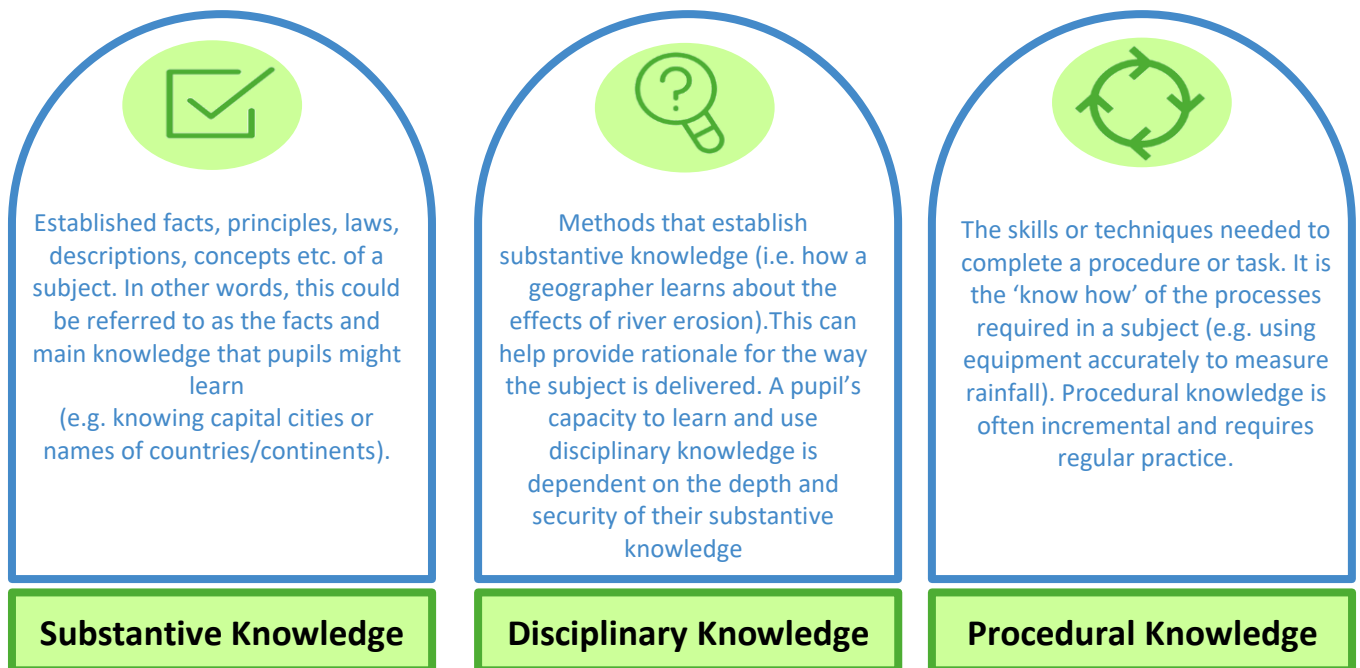 Established facts, principles, laws,
descriptions, concepts etc. of a
subject. In other words, this could
be referred to as the facts and
main knowledge that pupils might
learn
(e.g. knowing capital cities or
names of countries/continents).
Substantive Knowledge
?
Methods that establish
substantive knowledge (i.e. how a
geographer learns about the
effects of river erosion).This can
help provide rationale for the way
the subject is delivered. A pupil’s
capacity to learn and use
disciplinary knowledge is
dependent on the depth and
security of their substantive
knowledge
Disciplinary Knowledge
The skills or techniques needed to
complete a procedure or task. It is
the ‘know how’ of the processes
required in a subject (e.g. using
equipment accurately to measure
rainfall). Procedural knowledge is
often incremental and requires
regular practice.
Procedural Knowledge